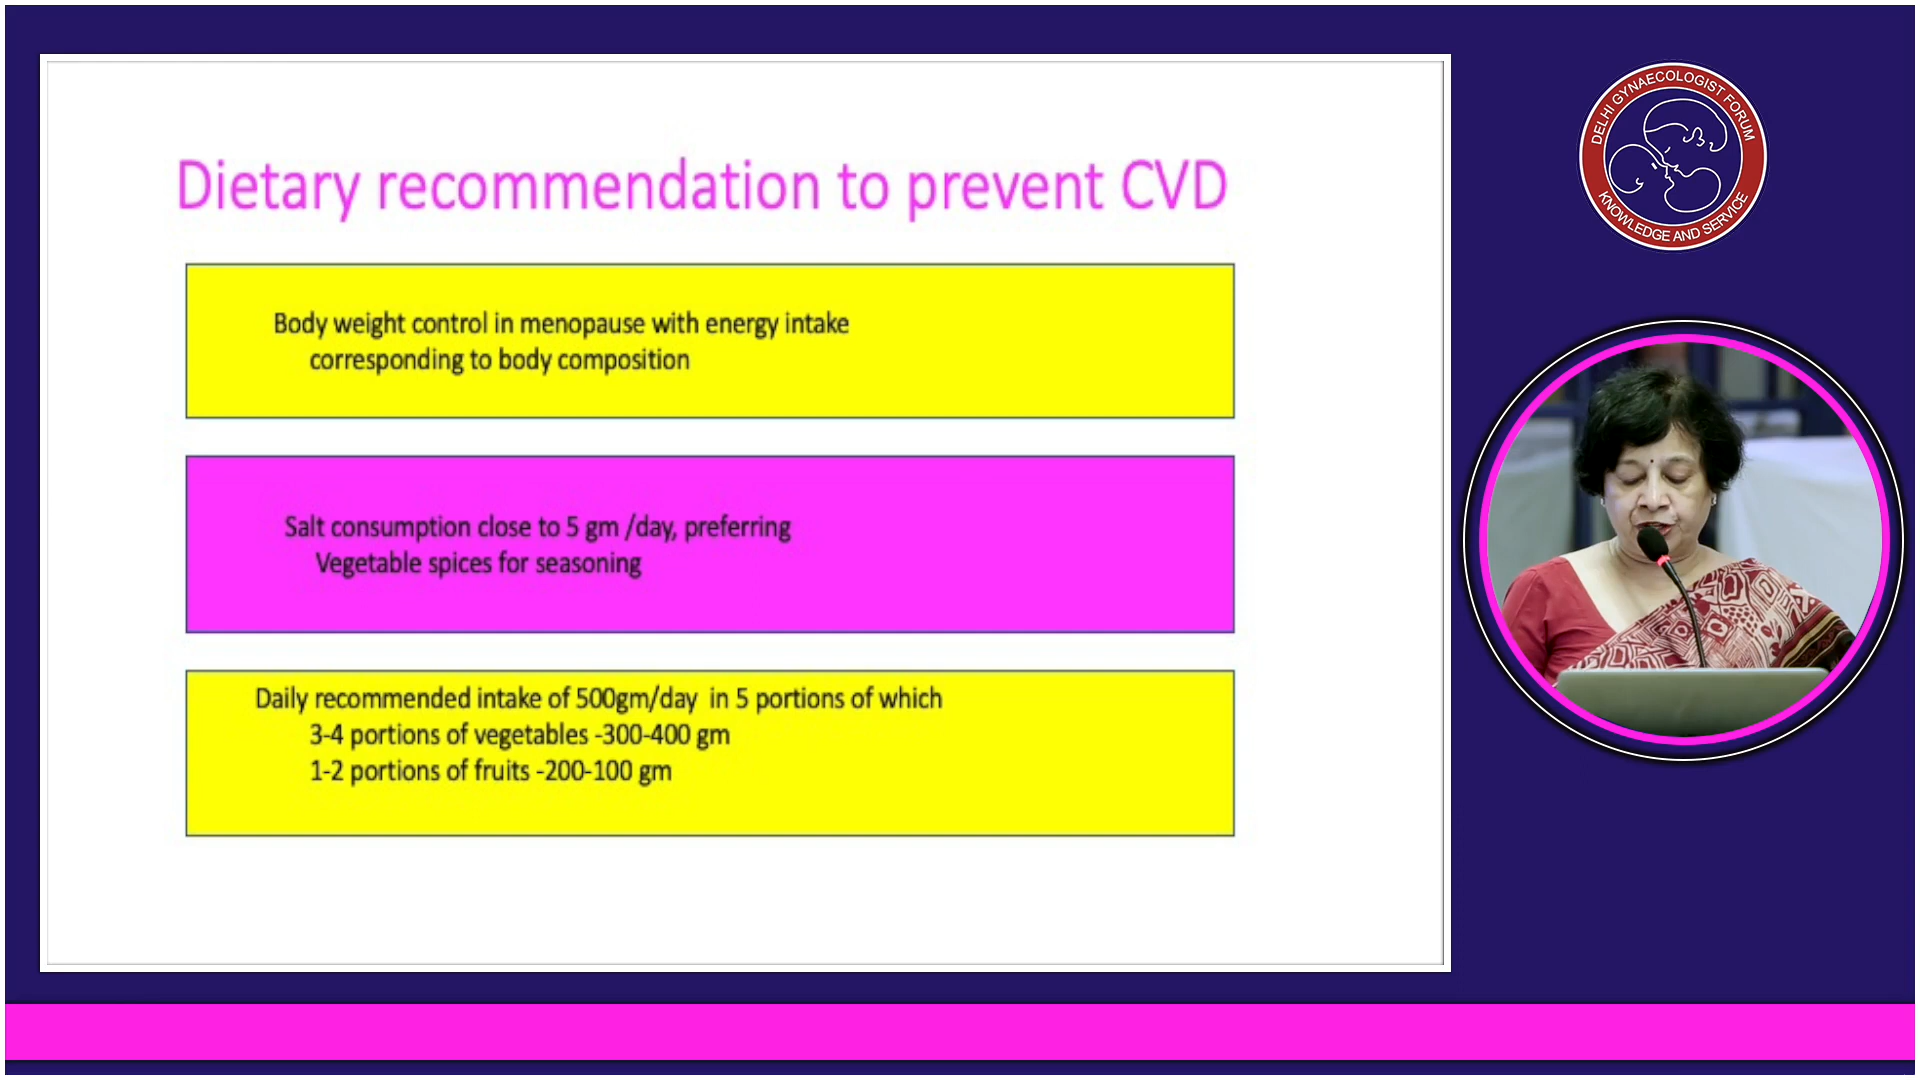 Dietary recommendation to prevent CVD
Body weight control in menopause with energy intake
corresponding to body composition
Salt consumption close to 5 gm /day, preferring
Vegetable spices for seasoning
Daily recommended intake of 500gm/day in 5 portions of which
3-4 portions of vegetables -300-400 gm
1-2 portions of fruits -200-100 gm
DELHI GYNAECOLOGIST FORUM
KNOWLEDGE AND SERVICE